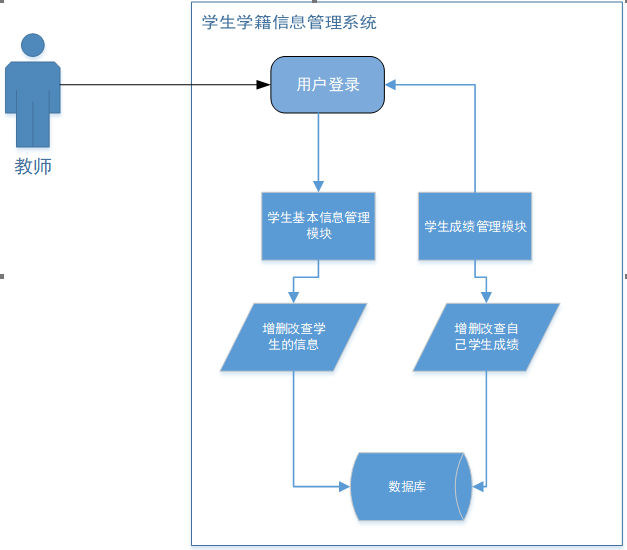 学生学籍信息管理系统
用户登录
教师
学生基本信息管理
模块
学生成绩管理模块
增删改查学
生的信息
增删改查自
己学生成绩
数据库